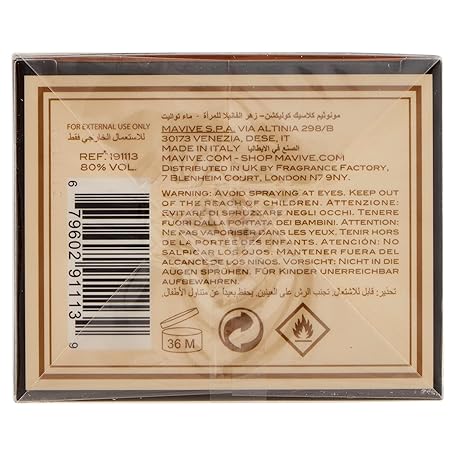 مونوثيم كلاسيك كوليكشن - زهر الفانيلا للمرأة - ماء تواليت
FOR EXTERNAL USE ONLY
للاستعمال الخارجي فقط
REF: 191113
80% VOL.
MAVIVE S.P.A. VIA ALTINIA 298/B
30173 VENEZIA, DESE, IT
MADE IN ITALY الصنع في الايطاليا
MAVIVE.COM - SHOP.MAVIVE.COM
DISTRIBUTED IN UK BY FRAGRANCE FACTORY,
7 BLENHEIM COURT, LONDON N7 9NY.
WARNING: AVOID SPRAYING AT EYES. KEEP OUT
OF THE REACH OF CHILDREN. ATTENZIONE:
EVITARE DI SPRUZZARE NEGLI OCCHI. TENERE
FUORI DALLA PORTATA DEI BAMBINI. ATTENTION:
NE PAS VAPORISER DANS LES YEUX. TENIR HORS
DE LA PORTEE DES ENFANTS. ATENCIÓN: NO
SALPICAR LOS OJOS. MANTENER FUERA DEL
ALCANCE DE LOS NIÑOS. VORSICHT: NICHT IN DIE
AUGEN SPRÜHEN. FÜR KINDER UNERREICHBAR
AUFBEWAHREN.
تحذير: قابل للاشتعال، تجنب الرش على العينين. يحفظ بعيدًا عن متناول الأطفال.
6 79602 91113 9
36 M.